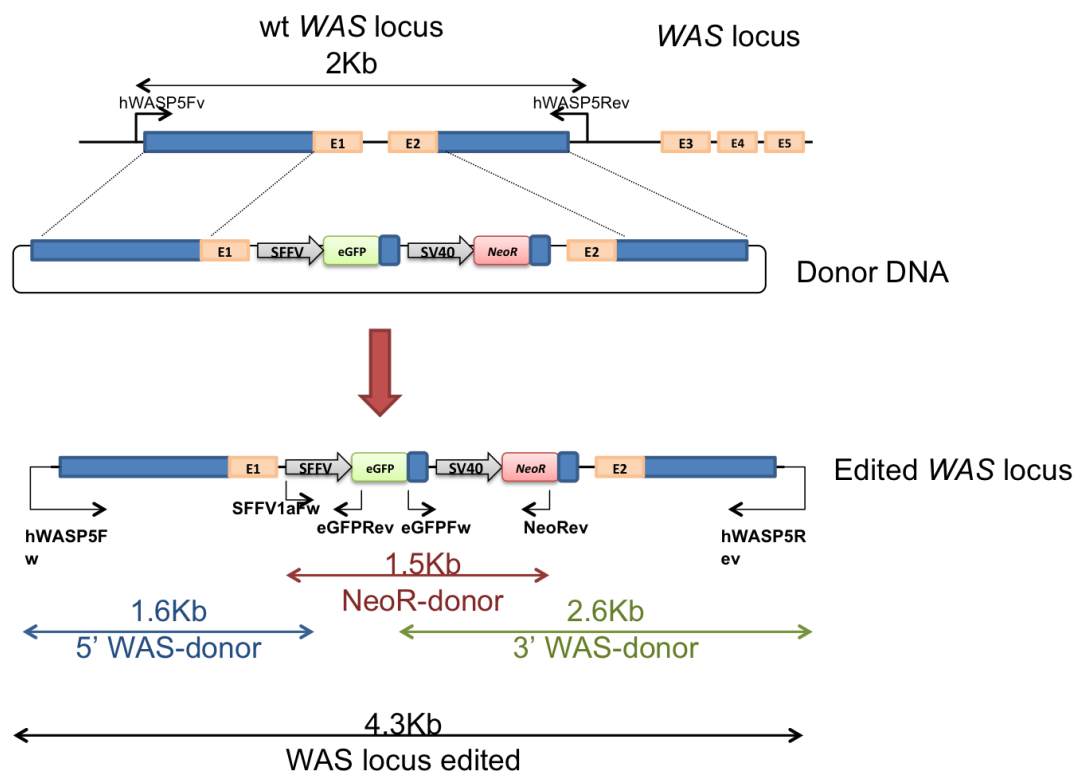 wt WAS locus
WAS locus
2Kb
hWASP5Fv
hWASP5Rev
E1
E2
E3
E4
E5
E1
SFFV
eGFP
SV40
NeoR
E2
Donor DNA
E1
SFFV
eGFP
SV40
NeoR
E2
Edited WAS locus
SFFV1aFw
eGFPRev
eGFPFw
NeoRev
hWASP5F
w
hWASP5R
ev
1.5Kb
NeoR-donor
1.6Kb
5’ WAS-donor
2.6Kb
3’ WAS-donor
4.3Kb
WAS locus edited